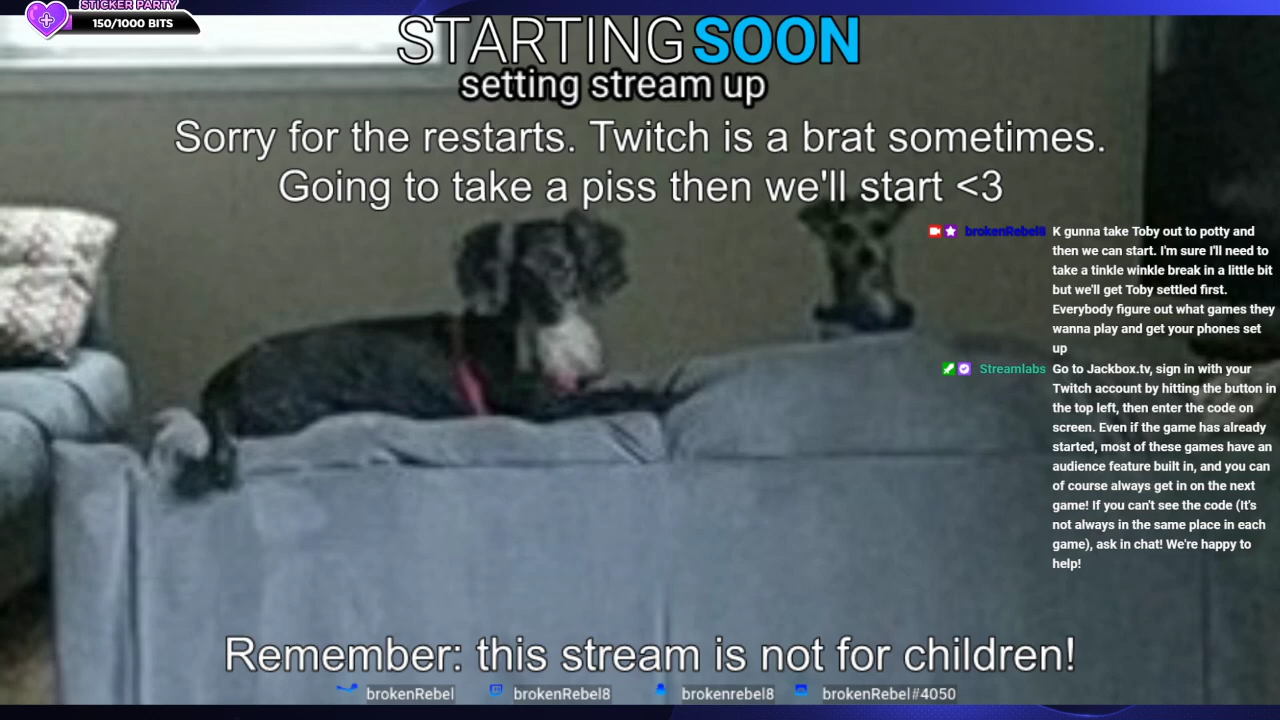 STICKER PARTY
150/1000 BITS
STARTING SOON
setting stream up
Sorry for the restarts. Twitch is a brat sometimes.
Going to take a piss then we'll start <3
brokenRebel8 K gunna take Toby out to potty and
then we can start. I'm sure I'll need to
take a tinkle winkle break in a little bit
but we'll get Toby settled first.
Everybody figure out what games they
wanna play and get your phones set
up
Streamlabs Go to Jackbox.tv, sign in with your
Twitch account by hitting the button in
the top left, then enter the code on
screen. Even if the game has already
started, most of these games have an
audience feature built in, and you can
of course always get in on the next
game! If you can't see the code (It's
not always in the same place in each
game), ask in chat! We're happy to
help!
Remember: this stream is not for children!
brokenRebel brokenRebel8 brokenrebel8 brokenRebel#4050